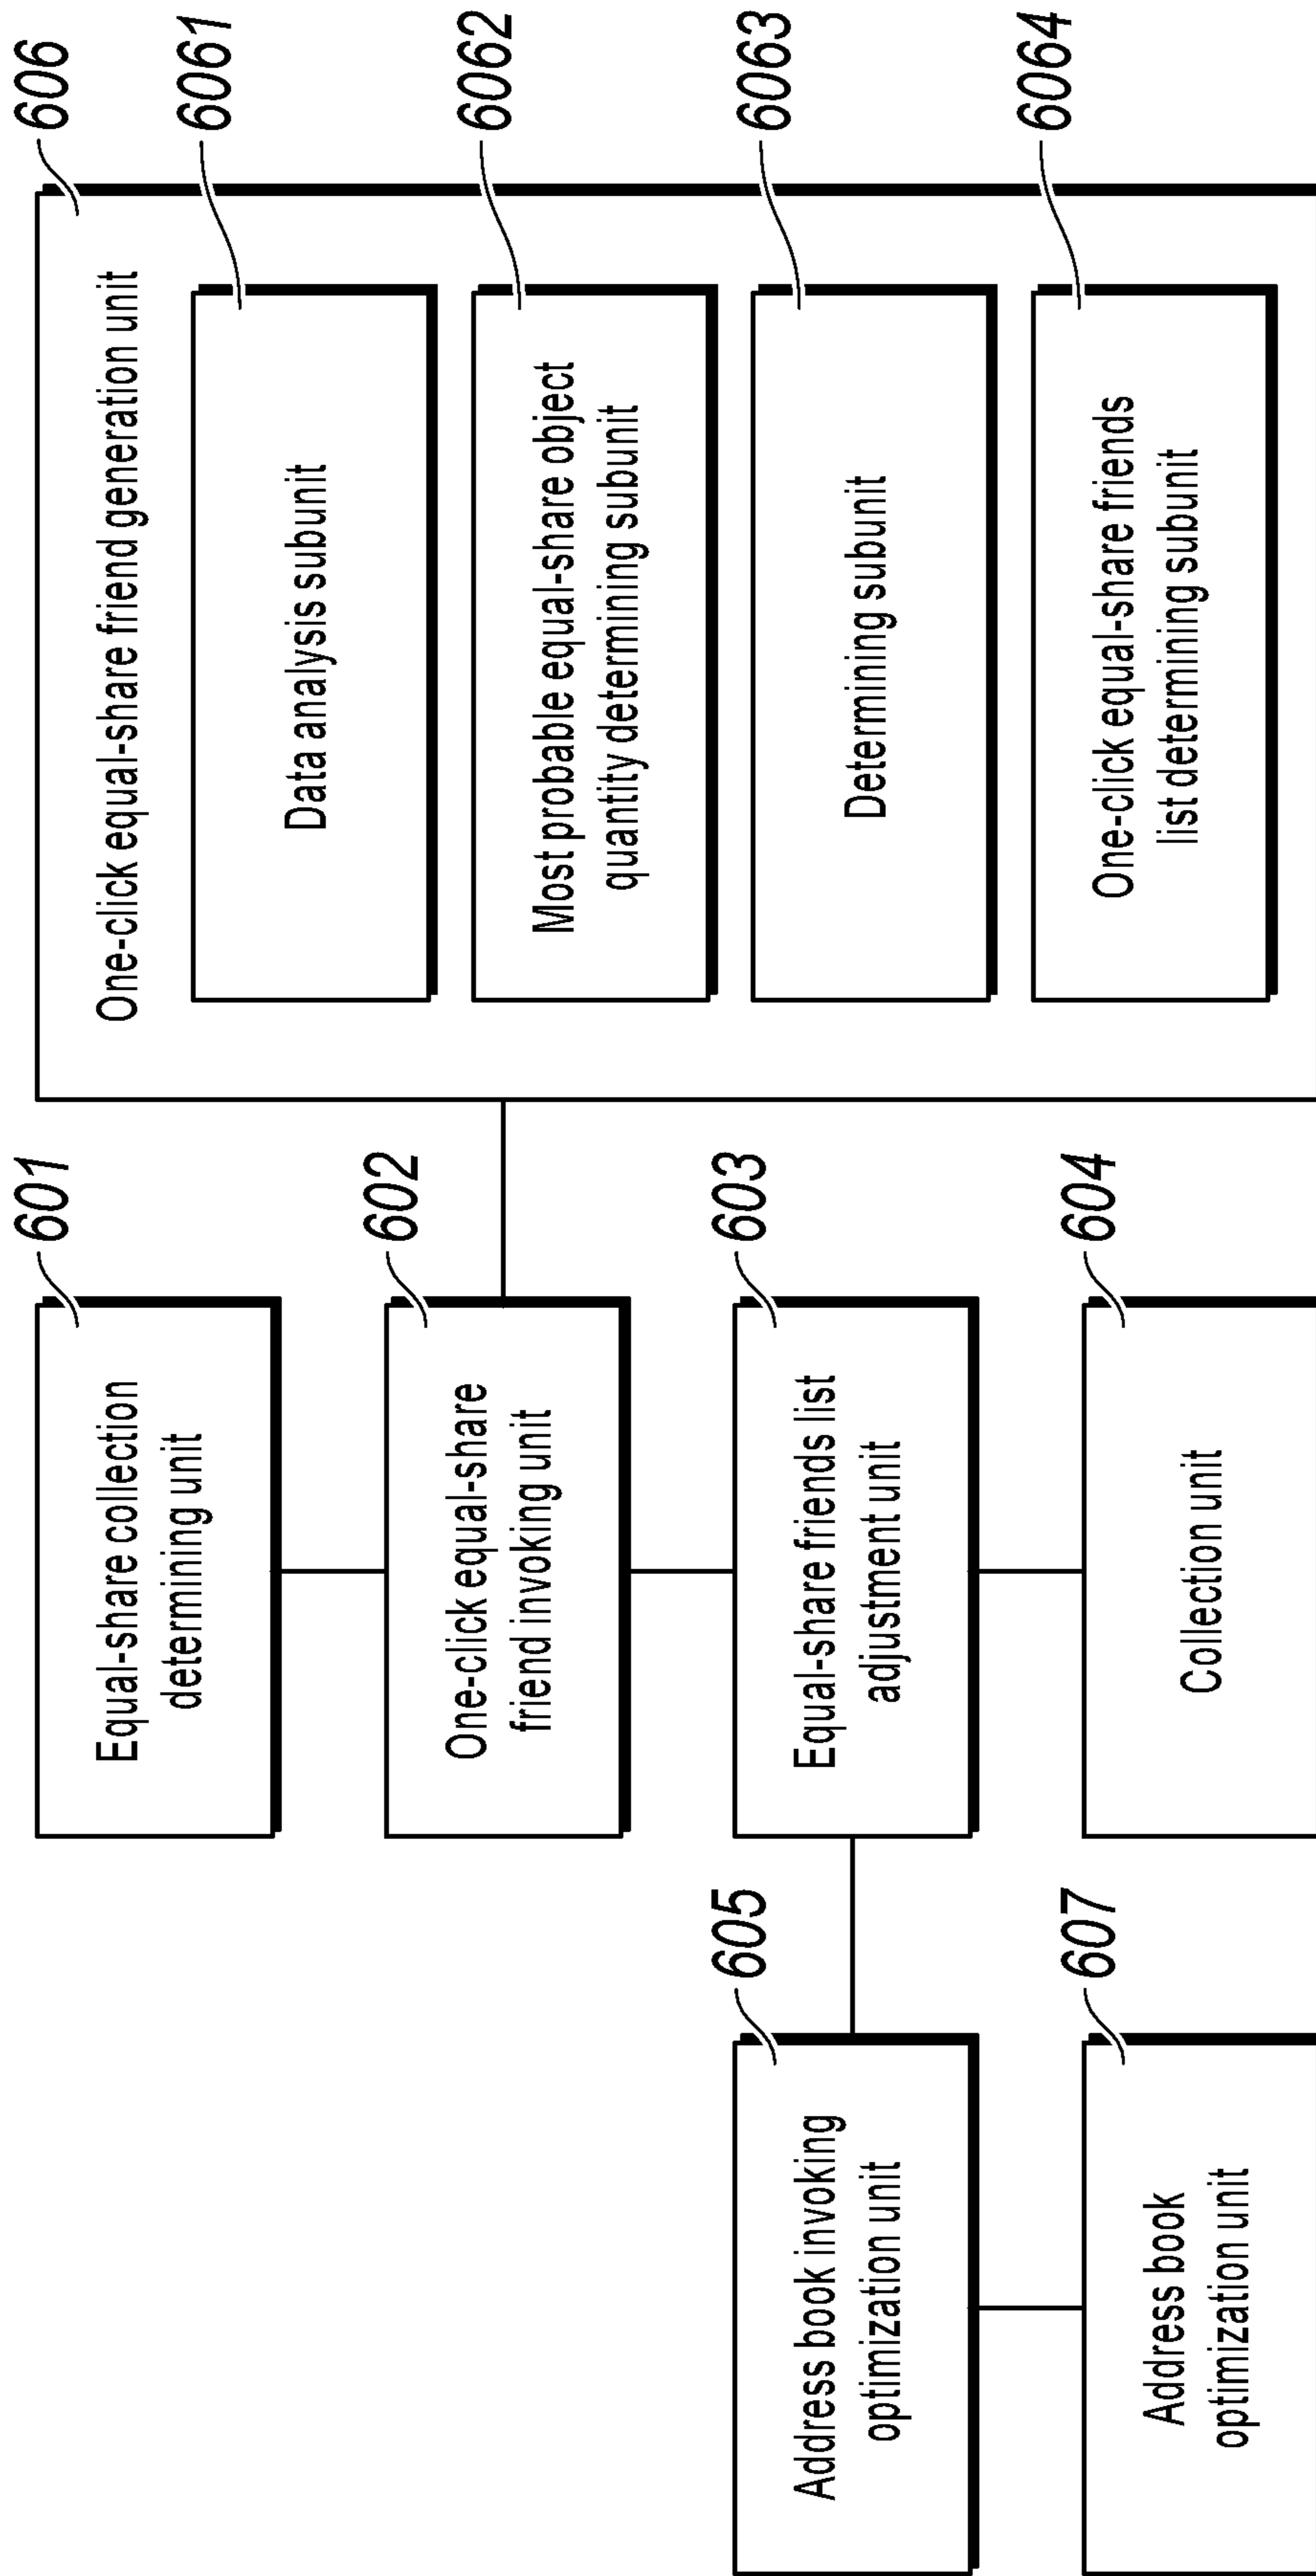 601
Equal-share collection
determining unit
602
One-click equal-share
friend invoking unit
605
Address book invoking
optimization unit
603
Equal-share friends list
adjustment unit
607
Address book
optimization unit
604
Collection unit
606
One-click equal-share friend generation unit
6061
Data analysis subunit
6062
Most probable equal-share object
quantity determining subunit
6063
Determining subunit
6064
One-click equal-share friends
list determining subunit